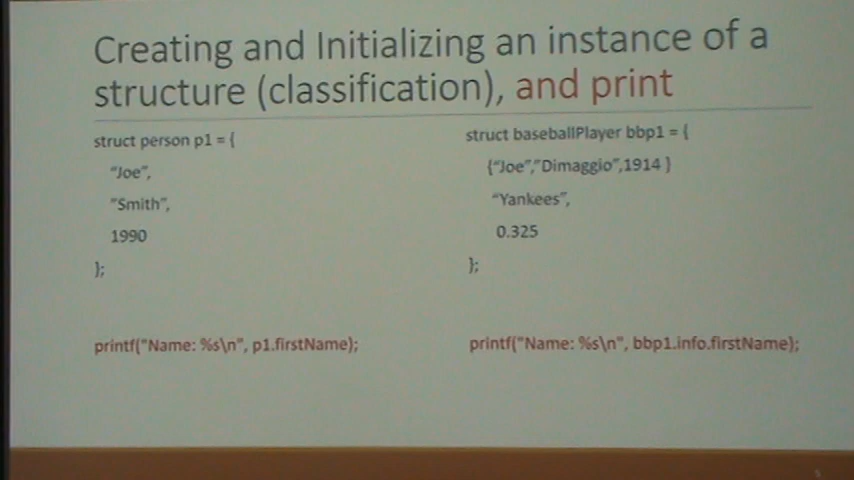 Creating and Initializing an instance of a
structure (classification), and print
struct person p1 = {
"Joe",
"Smith",
1990
};
printf("Name: %s\n", p1.firstName);
struct baseballPlayer bbp1 = {
{"Joe","Dimaggio",1914 }
"Yankees",
0.325
};
printf("Name: %s\n", bbp1.info.firstName);